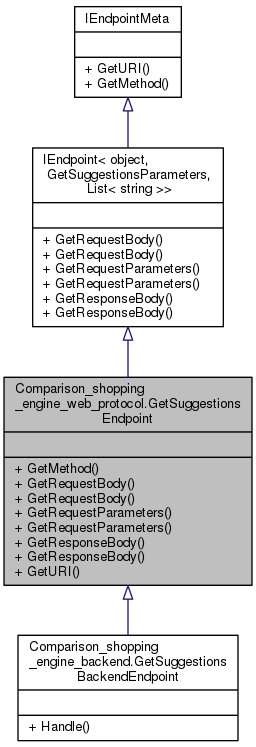 IEndpointMeta
+ GetURI()
+ GetMethod()
IEndpoint< object,
GetSuggestionsParameters,
List< string >>
+ GetRequestBody()
+ GetRequestBody()
+ GetRequestParameters()
+ GetRequestParameters()
+ GetResponseBody()
+ GetResponseBody()
Comparison_shopping
_engine_web_protocol.GetSuggestions
Endpoint
+ GetMethod()
+ GetRequestBody()
+ GetRequestBody()
+ GetRequestParameters()
+ GetRequestParameters()
+ GetResponseBody()
+ GetResponseBody()
+ GetURI()
Comparison_shopping
_engine_backend.GetSuggestions
BackendEndpoint
+ Handle()